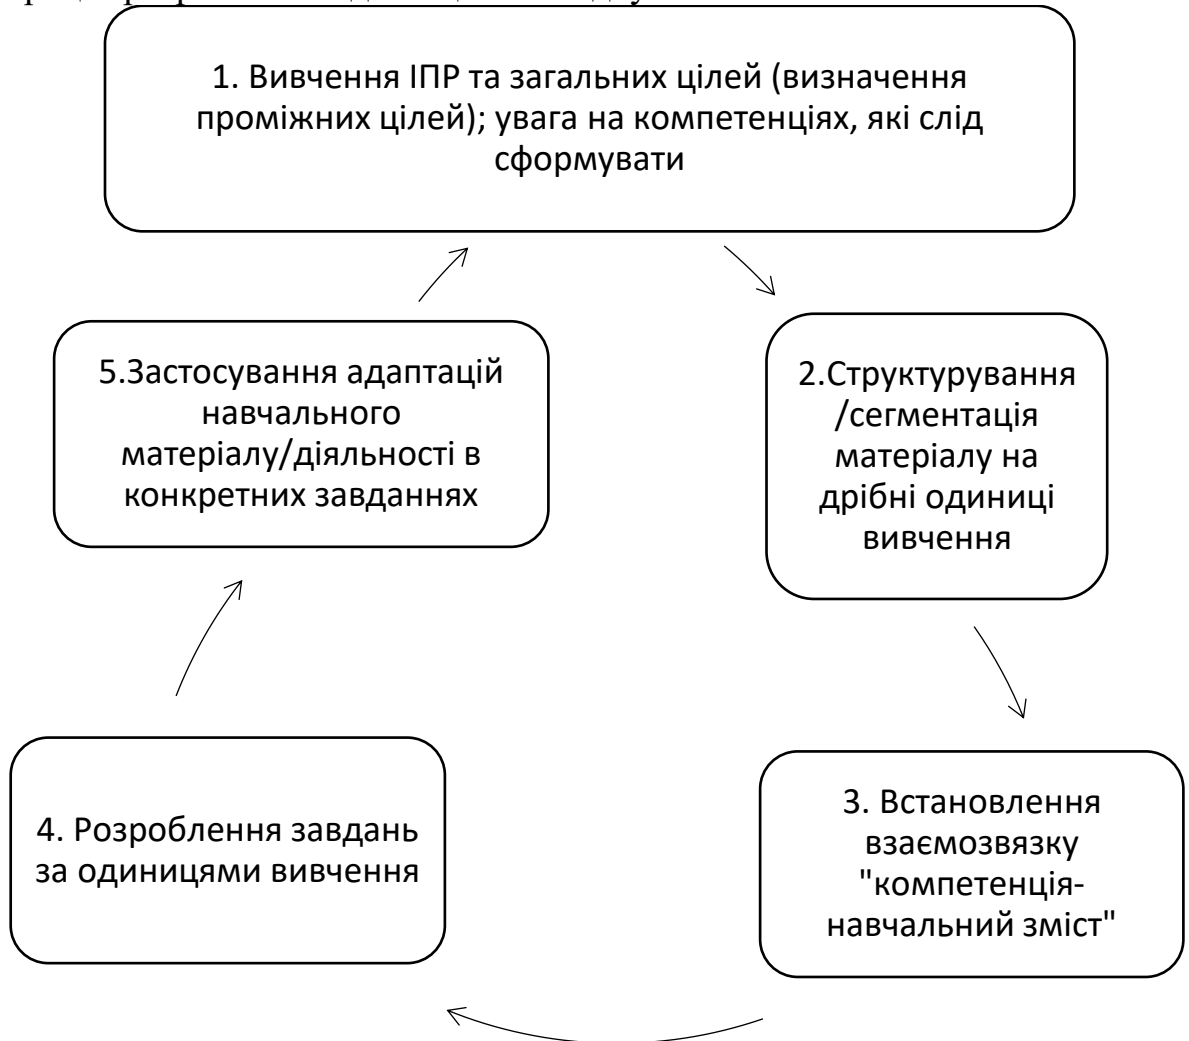 1. Вивчення ІПР та загальних цілей (визначення
проміжних цілей); увага на компетенціях, які слід
сформувати
2.Структурування
/сегментація
матеріалу на
дрібні одиниці
вивчення
3. Встановлення
взаємозвязку
"компетенція-
навчальний зміст"
4. Розроблення завдань
за одиницями вивчення
5.Застосування адаптацій
навчального
матеріалу/діяльності в
конкретних завданнях